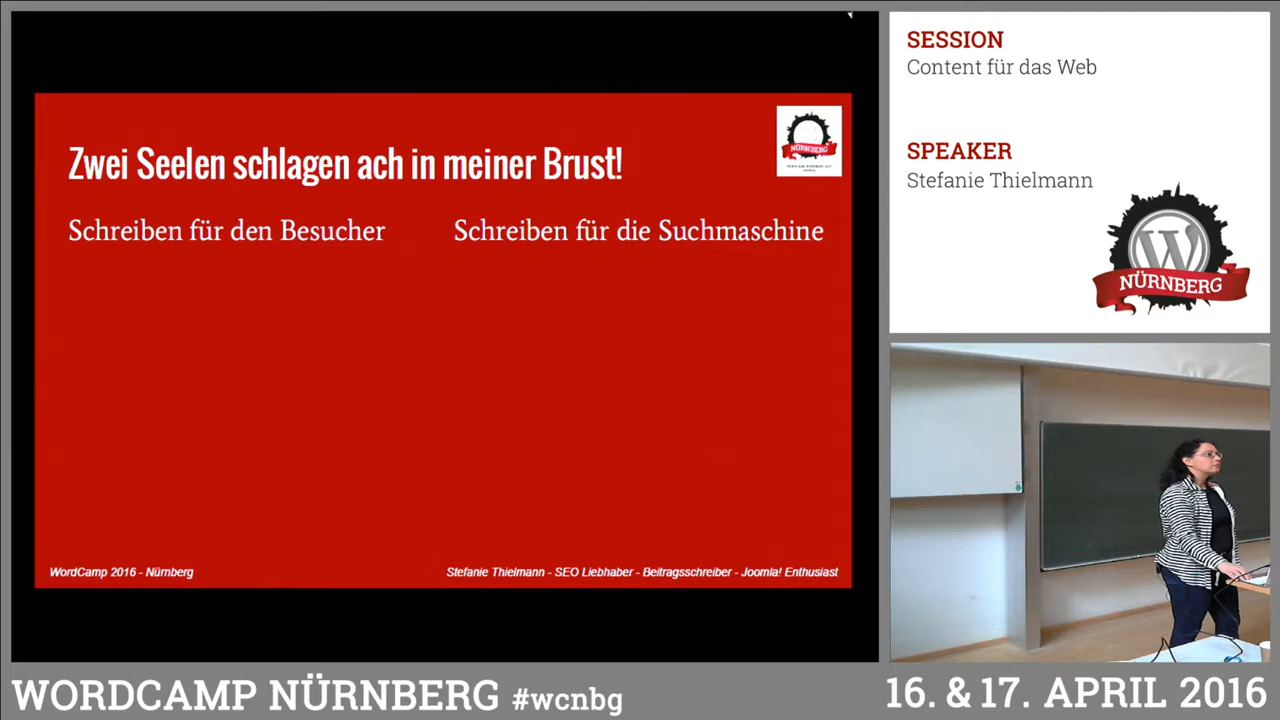 Zwei Seelen schlagen ach in meiner Brust!
Schreiben für den Besucher
Schreiben für die Suchmaschine
NÜRNBERG
WordCamp 2016 - Nürnberg
Stefanie Thielmann - SEO Liebhaber - Beitragsschreiber - Joomla! Enthusiast
SESSION
Content für das Web
SPEAKER
Stefanie Thielmann
W
NÜRNBERG
WORDCAMP NÜRNBERG #wcnbg
16. & 17. APRIL 2016